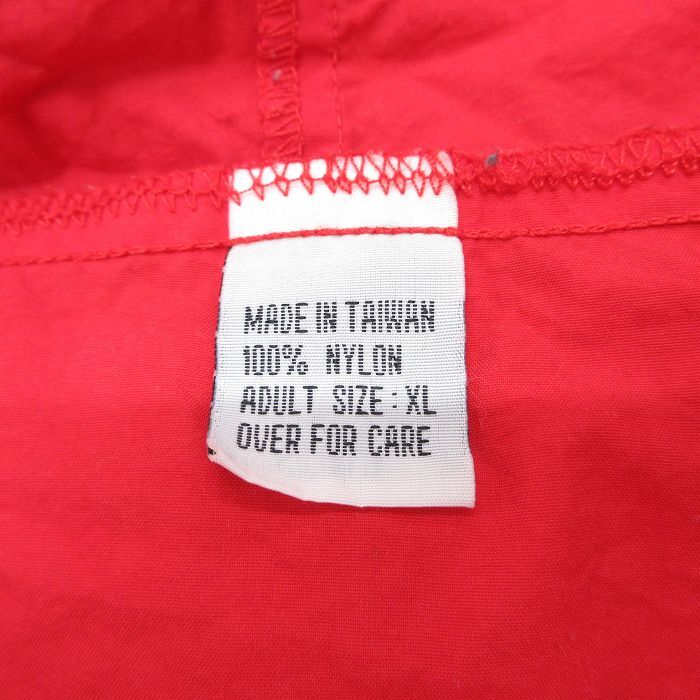 MADE IN TAIWAN
100% NYLON
ADULT SIZE : XL
OVER FOR CARE